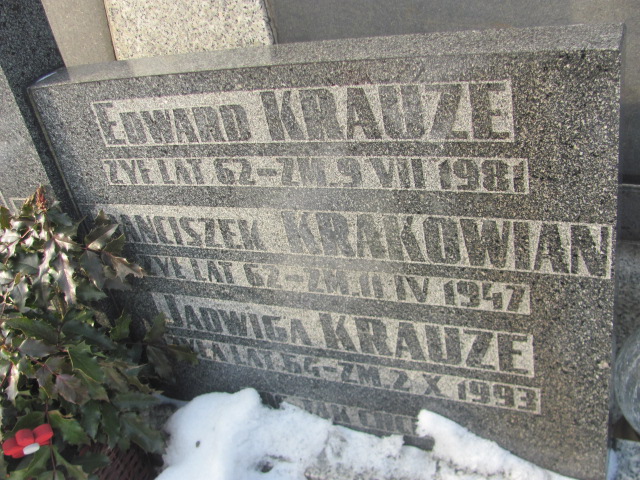 EDWARD KRAUZE
ŻYŁ LAT 62 - ZM. 9 VII 1981
FRANCISZEK KRAKOWIAN
ŻYŁ LAT 62 - ZM. 11 IV 1947
JADWIGA KRAUZE
ŻYŁA LAT 64 - ZM. 2 X 1993